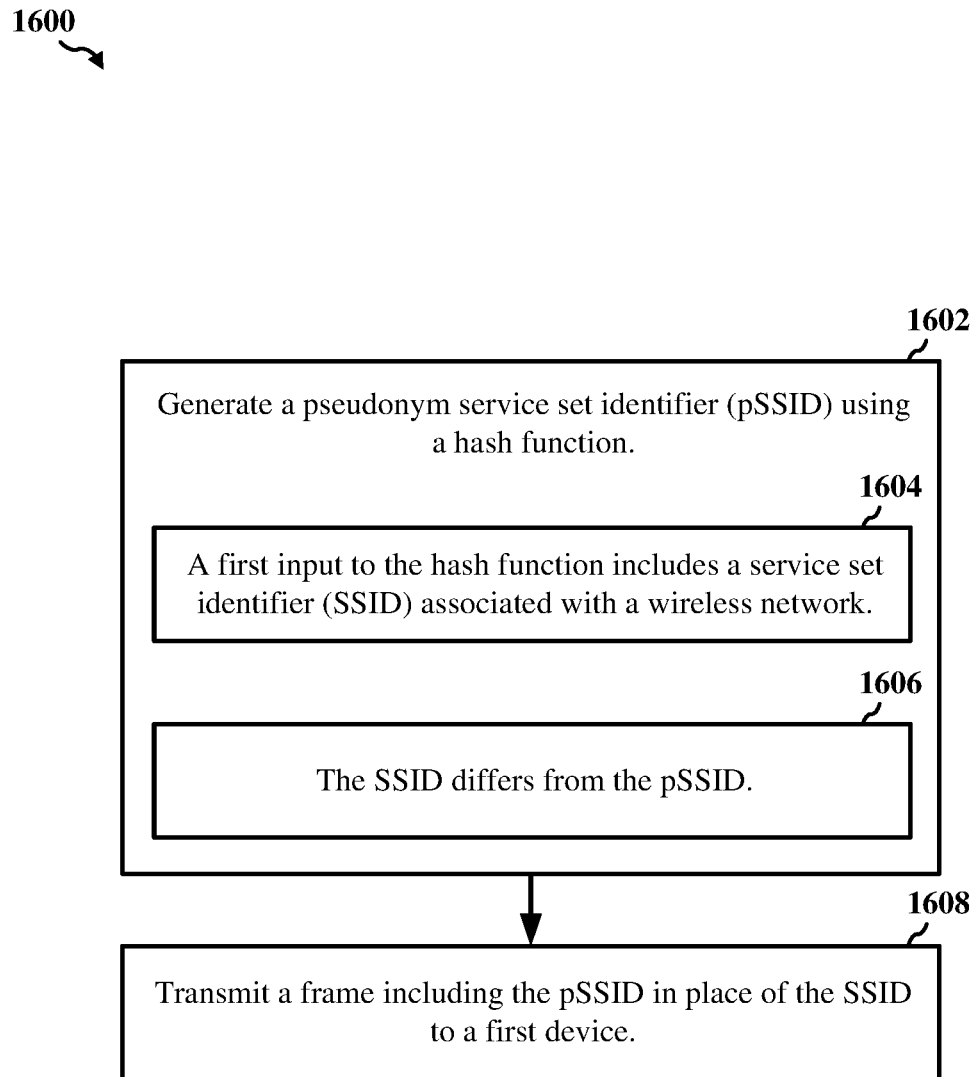 1600
1602
Generate a pseudonym service set identifier (pSSID) using
a hash function.
1604
A first input to the hash function includes a service set
identifier (SSID) associated with a wireless network.
1606
The SSID differs from the pSSID.
1608
Transmit a frame including the pSSID in place of the SSID
to a first device.